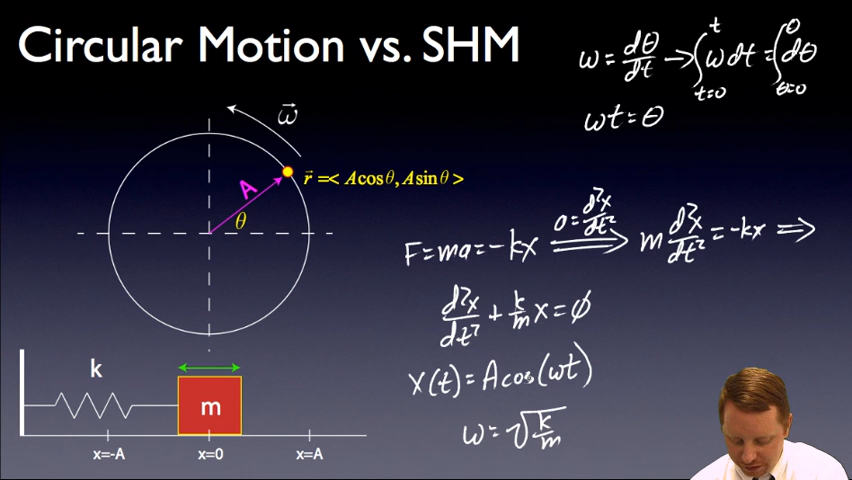 Circular Motion vs. SHM
ω = dθ/dt → ∫_{t=0}^{t} ω dt = ∫_{θ=0}^{θ} dθ
ωt = θ
ω⃗
A
r⃗ =< Acosθ, Asinθ >
θ
F = ma = -kx ⟹ (a = d²x/dt²) m d²x/dt² = -kx ⟹
d²x/dt² + k/m x = ϕ
x(t) = Acos(ωt)
ω = √(k/m)
k
m
x=-A x=0 x=A